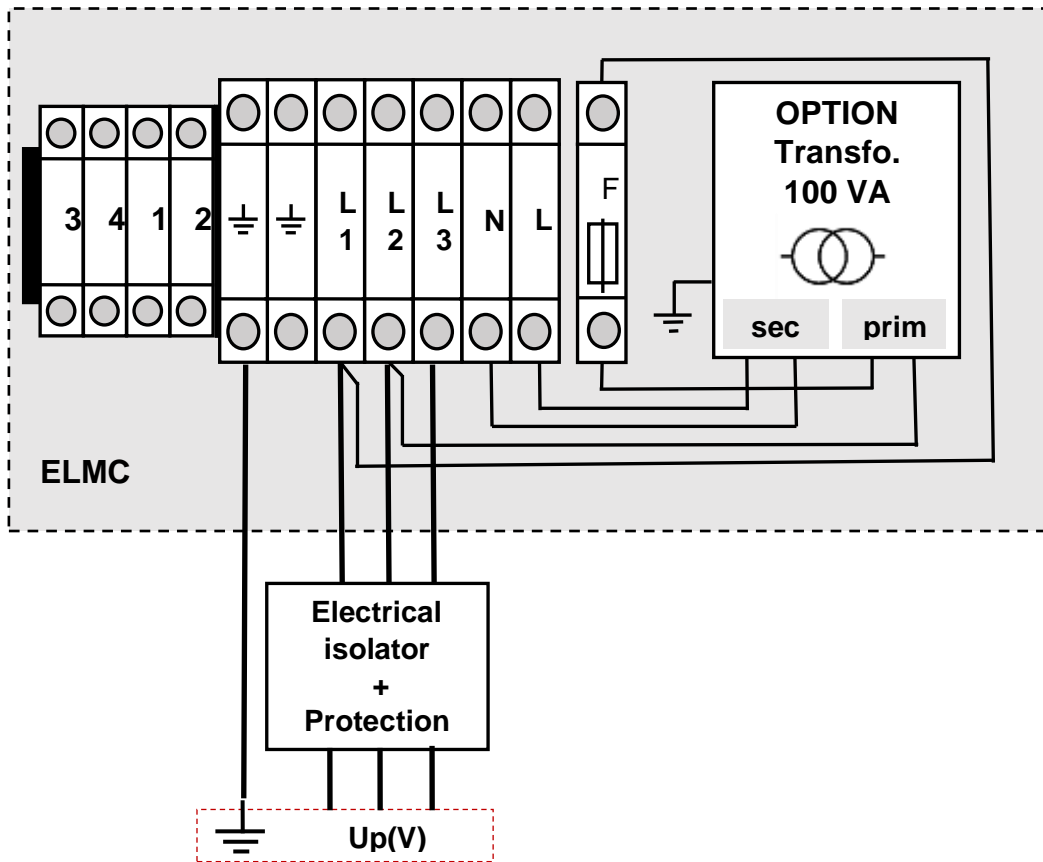 OPTION
Transfo.
100 VA
3 4 1 2
L
1
L
2
L
3
N
L
F
sec
prim
ELMC
Electrical
isolator
+
Protection
Up(V)